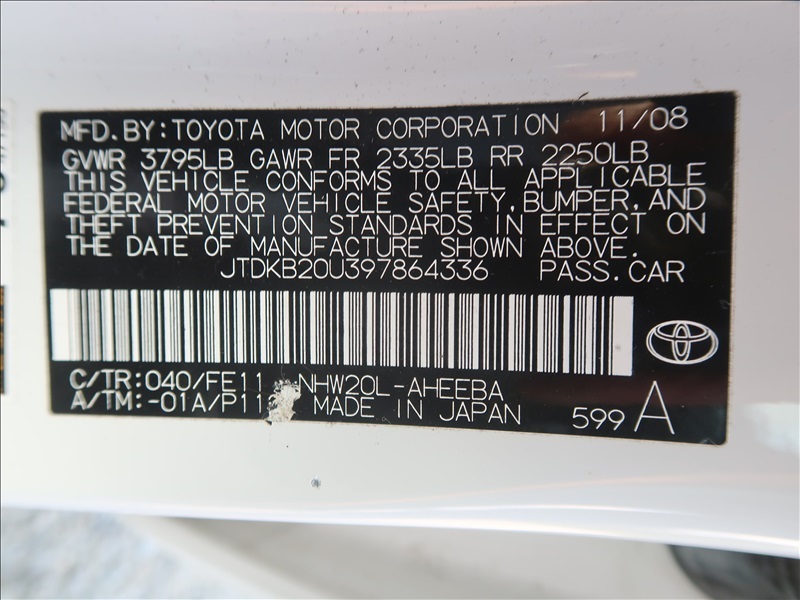 MFD. BY: TOYOTA MOTOR CORPORATION 11/08
GVWR 3795LB GAWR FR 2335LB RR 2250LB
THIS VEHICLE CONFORMS TO ALL APPLICABLE
FEDERAL MOTOR VEHICLE SAFETY, BUMPER, AND
THEFT PREVENTION STANDARDS IN EFFECT ON
THE DATE OF MANUFACTURE SHOWN ABOVE.
JTDKB20U397864336 PASS.CAR
C/TR: 040/FE11 NHW20L-AHEEBA
A/TM: -01A/P11 MADE IN JAPAN 599 A